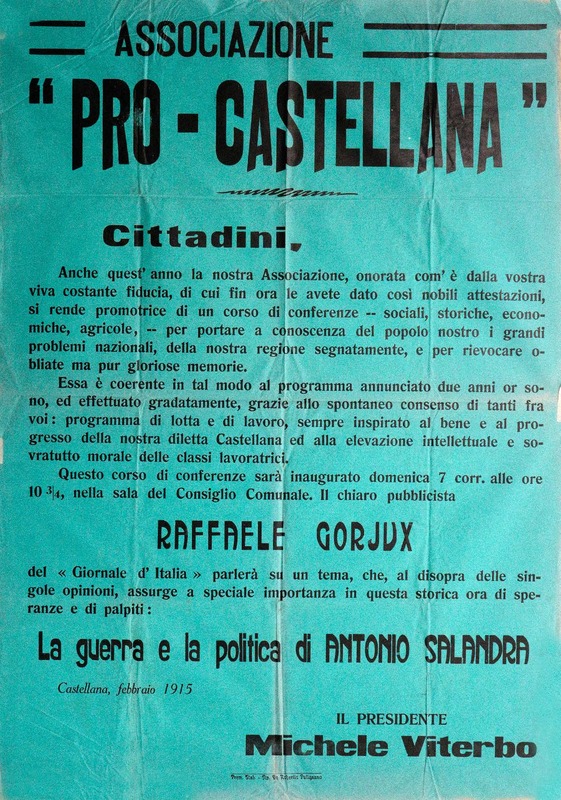 ASSOCIAZIONE
“ PRO - CASTELLANA ”
Cittadini,
Anche quest' anno la nostra Associazione, onorata com' è dalla vostra
viva costante fiducia, di cui fin ora le avete dato così nobili attestazioni,
si rende promotrice di un corso di conferenze -- sociali, storiche, econo-
miche, agricole, -- per portare a conoscenza del popolo nostro i grandi
problemi nazionali, della nostra regione segnatamente, e per rievocare o-
bliate ma pur gloriose memorie.
Essa è coerente in tal modo al programma annunciato due anni or so-
no, ed effettuato gradatamente, grazie allo spontaneo consenso di tanti fra
voi : programma di lotta e di lavoro, sempre inspirato al bene e al pro-
gresso della nostra diletta Castellana ed alla elevazione intellettuale e so-
vratutto morale delle classi lavoratrici.
Questo corso di conferenze sarà inaugurato domenica 7 corr. alle ore
10 3/4, nella sala del Consiglio Comunale. Il chiaro pubblicista
RAFFAELE GORJUX
del « Giornale d' Italia » parlerà su un tema, che, al disopra delle sin-
gole opinioni, assurge a speciale importanza in questa storica ora di spe-
ranze e di palpiti :
La guerra e la politica di ANTONIO SALANDRA
Castellana, febbraio 1915
IL PRESIDENTE
Michele Viterbo
Prem. Stab - Tip. De Robertis Putignano